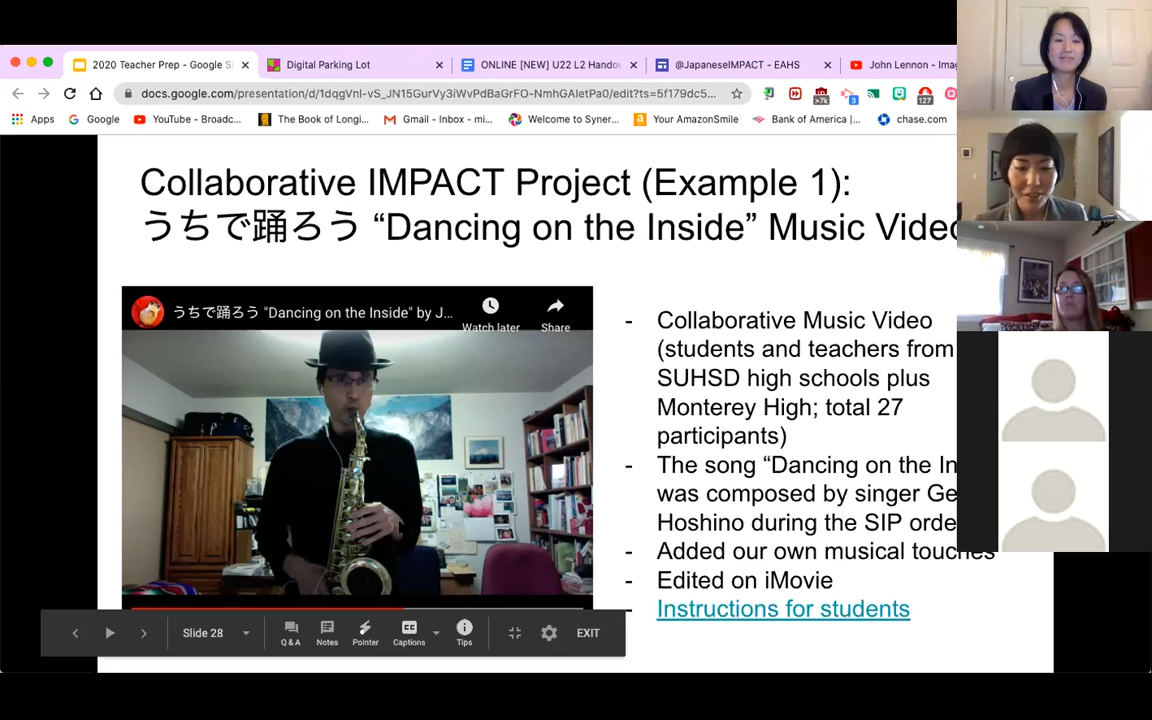 2020 Teacher Prep - Google S
Digital Parking Lot
ONLINE [NEW] U22 L2 Handou
@JapaneseIMPACT - EAHS
John Lennon - Imag
docs.google.com/presentation/d/1dqgVnl-vS_JN15GurVy3iWvPdBaGrFO-NmhGAletPa0/edit?ts=5f179dc5...
>7k
3
127
Apps
Google
YouTube - Broadc...
The Book of Longi...
Gmail - Inbox - mi...
Welcome to Syner...
Your AmazonSmile
Bank of America |...
chase.com
Collaborative IMPACT Project (Example 1):
うちで踊ろう “Dancing on the Inside” Music Video
うちで踊ろう "Dancing on the Inside" by J...
Watch later
Share
- Collaborative Music Video
(students and teachers from
SUHSD high schools plus
Monterey High; total 27
participants)
- The song “Dancing on the In
was composed by singer Ge
Hoshino during the SIP orde
- Added our own musical touches
- Edited on iMovie
- Instructions for students
Slide 28
Q & A
Notes
Pointer
Captions
Tips
EXIT